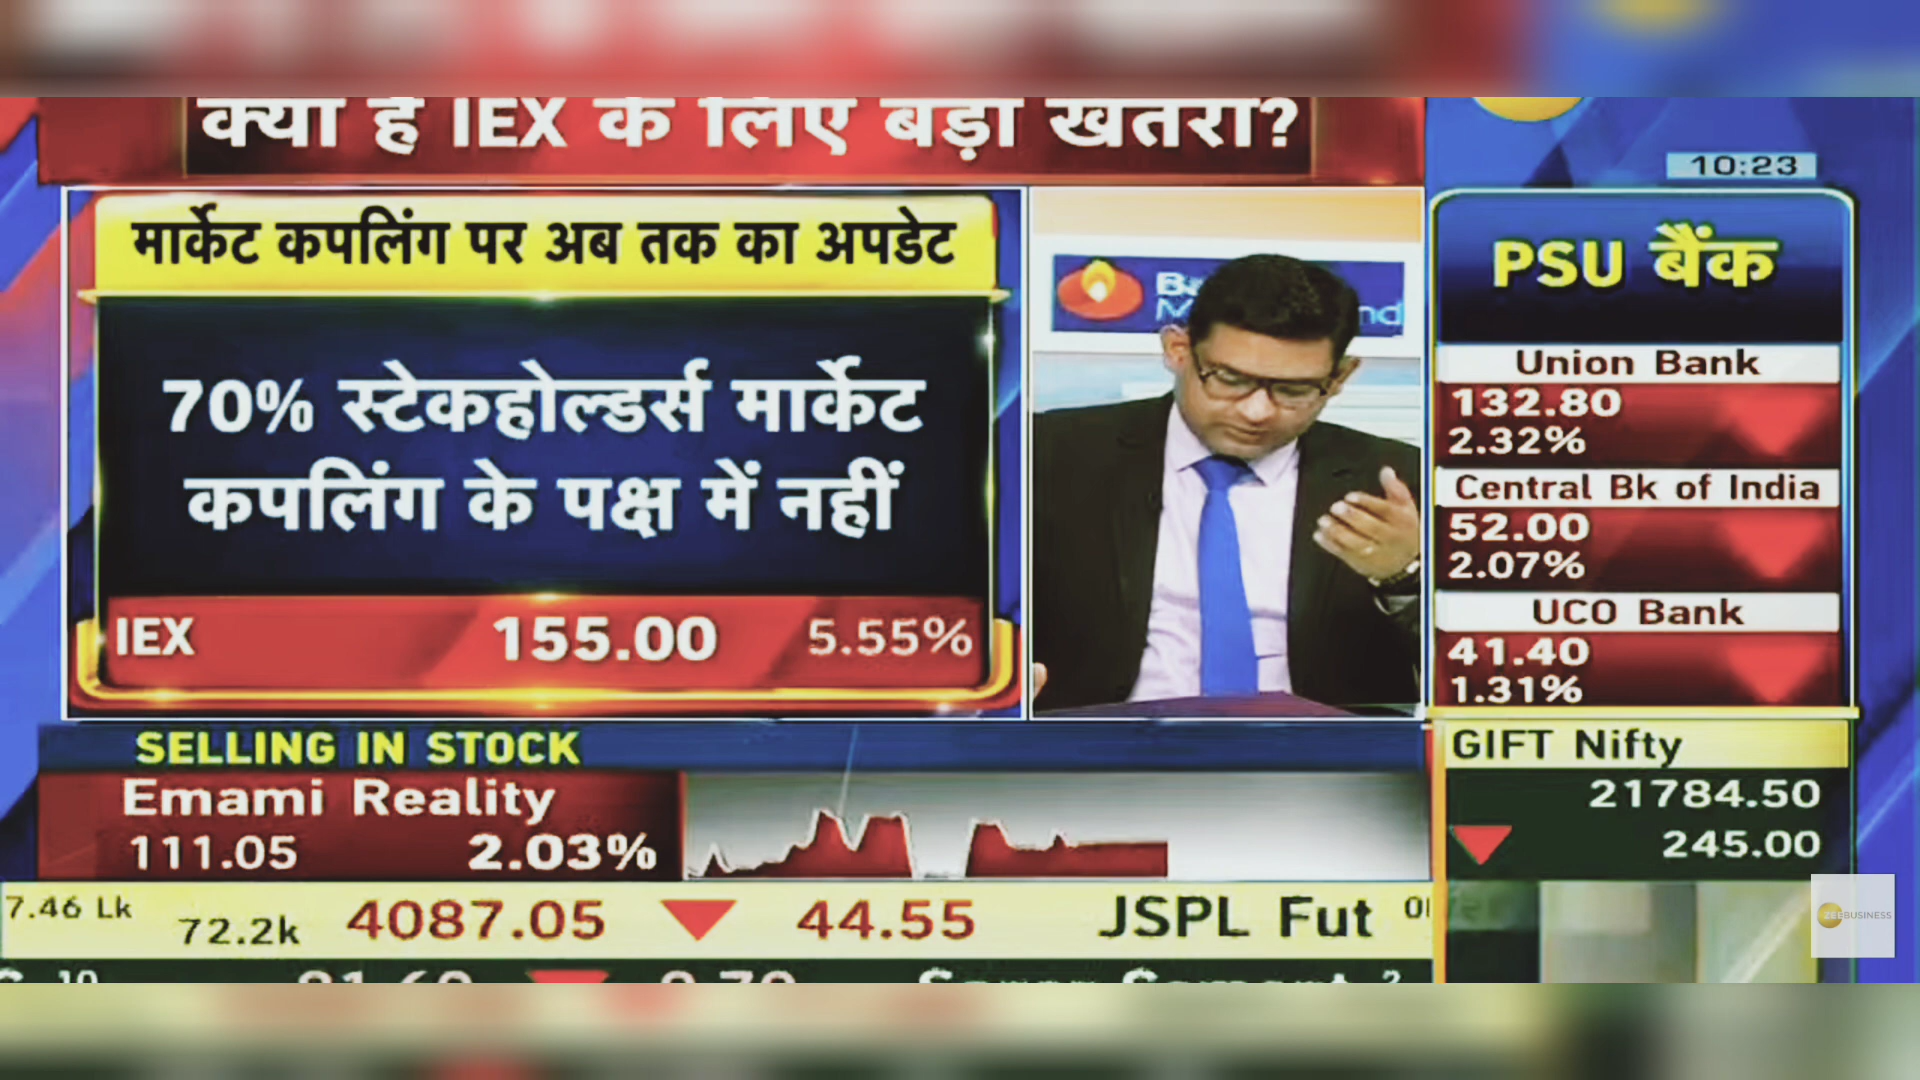 क्या है IEX के लिए बड़ा खतरा?
10:23
मार्केट कपलिंग पर अब तक का अपडेट
70% स्टेकहोल्डर्स मार्केट
कपलिंग के पक्ष में नहीं
IEX 155.00 5.55%
PSU बैंक
Union Bank
132.80
2.32%
Central Bk of India
52.00
2.07%
UCO Bank
41.40
1.31%
SELLING IN STOCK
Emami Reality
111.05 2.03%
GIFT Nifty
21784.50
245.00
7.46 Lk 72.2k 4087.05 44.55 JSPL Fut
ZEEBUSINESS